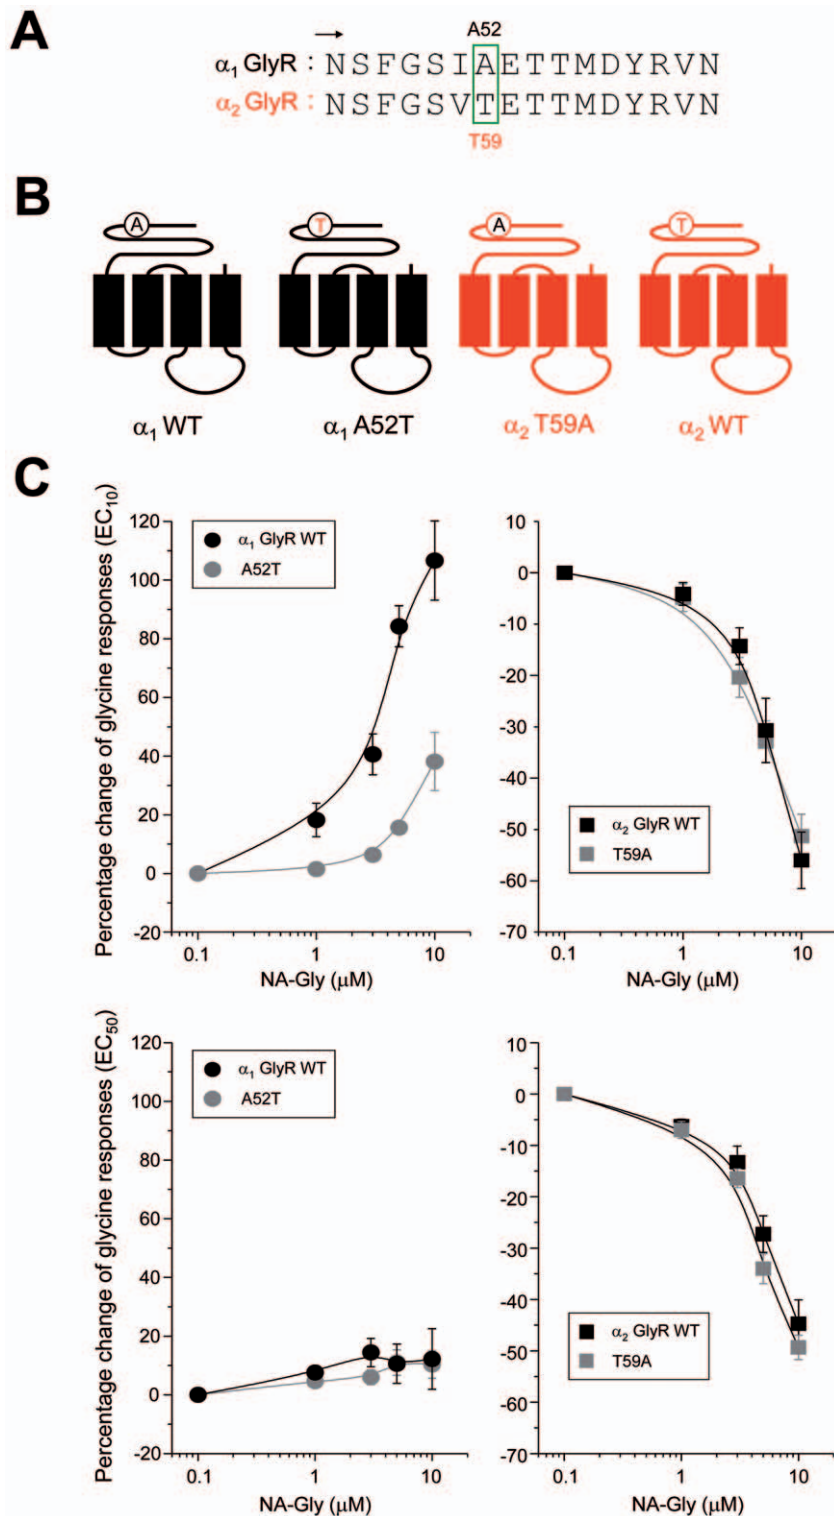 A
A52
α₁ GlyR : NSFGSIAETTMDYRVN
α₂ GlyR : NSFGSVTETTMDYRVN
T59
B
A T A T
α₁ WT α₁ A52T α₂ T59A α₂ WT
C
Percentage change of glycine responses (EC₁₀)
120
100
80
60
40
20
0
-20
α₁ GlyR WT
A52T
0.1 1 10
NA-Gly (μM)
10
0
-10
-20
-30
-40
-50
-60
-70
α₂ GlyR WT
T59A
0.1 1 10
NA-Gly (μM)
Percentage change of glycine responses (EC₅₀)
120
100
80
60
40
20
0
-20
α₁ GlyR WT
A52T
0.1 1 10
NA-Gly (μM)
10
0
-10
-20
-30
-40
-50
-60
-70
α₂ GlyR WT
T59A
0.1 1 10
NA-Gly (μM)